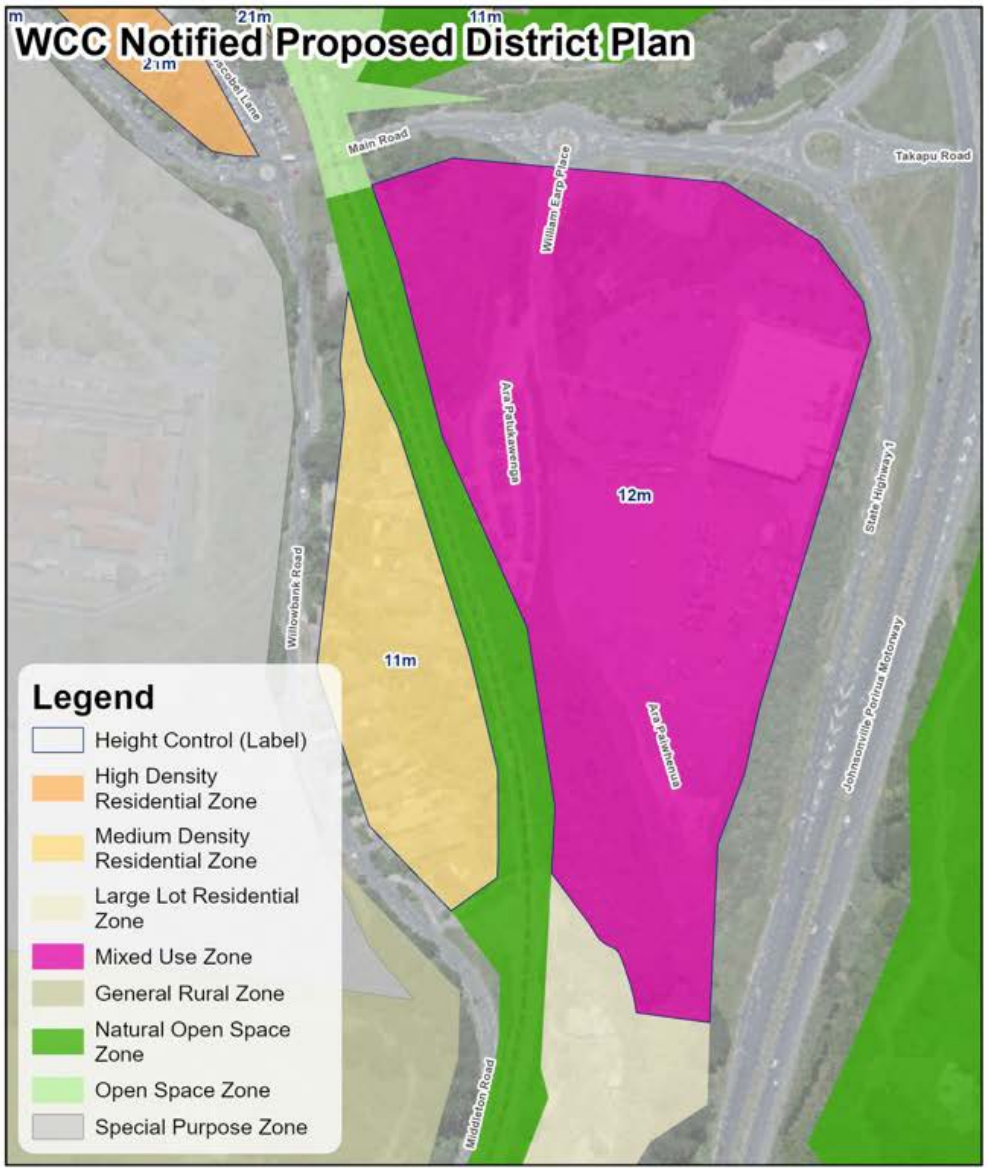 m
21m
11m
WCC Notified Proposed District Plan
21m
Main Road
Takapu Road
William Earp Place
Ara Patukawenga
12m
State Highway 1
Willowbank Road
11m
Johnsonville Porirua Motorway
Ara Paiwhenua
Legend
Height Control (Label)
High Density
Residential Zone
Medium Density
Residential Zone
Large Lot Residential
Zone
Mixed Use Zone
General Rural Zone
Natural Open Space
Zone
Open Space Zone
Special Purpose Zone
Middleton Road